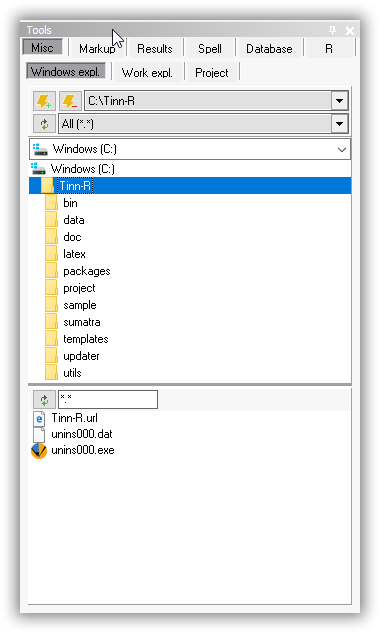 Tools
Misc Markup Results Spell Database R
Windows expl. Work expl. Project
C:\Tinn-R
All (*.*)
Windows (C:)
Windows (C:)
Tinn-R
bin
data
doc
latex
packages
project
sample
sumatra
templates
updater
utils
*.*
Tinn-R.url
unins000.dat
unins000.exe